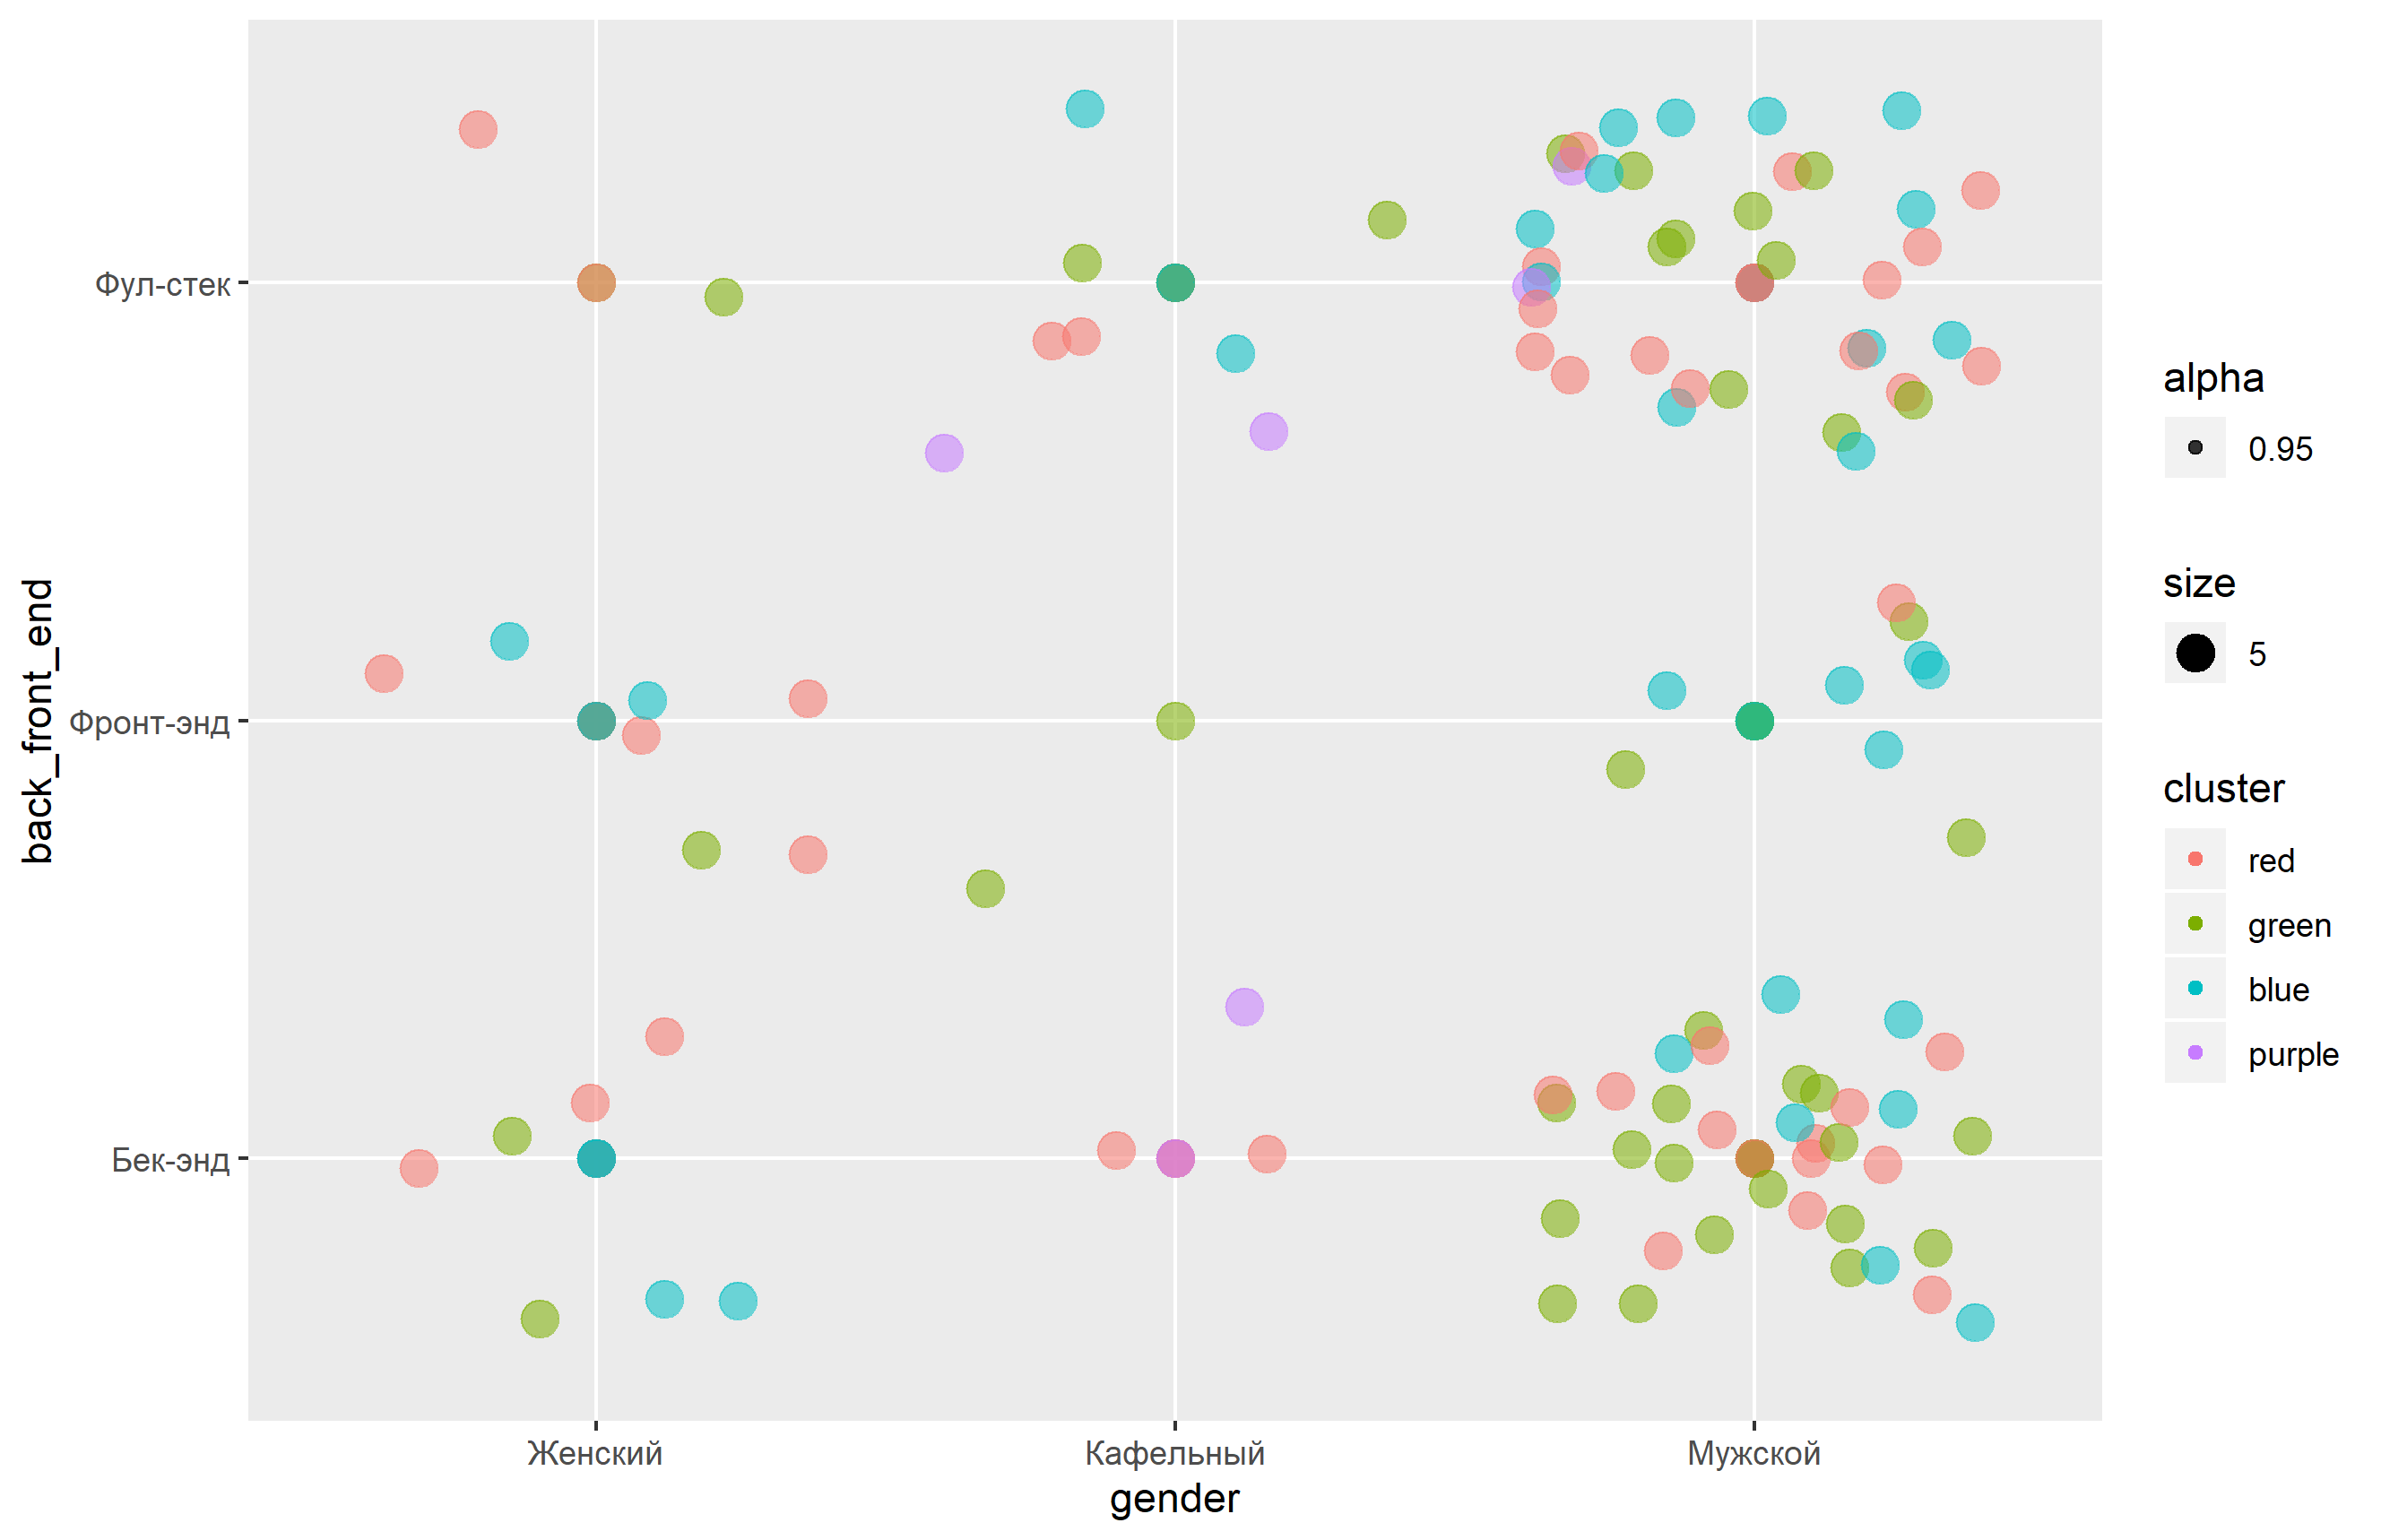 Фул-стек
Фронт-энд
Бек-энд
back_front_end
Женский
Кафельный
Мужской
gender
alpha
0.95
size
5
cluster
red
green
blue
purple